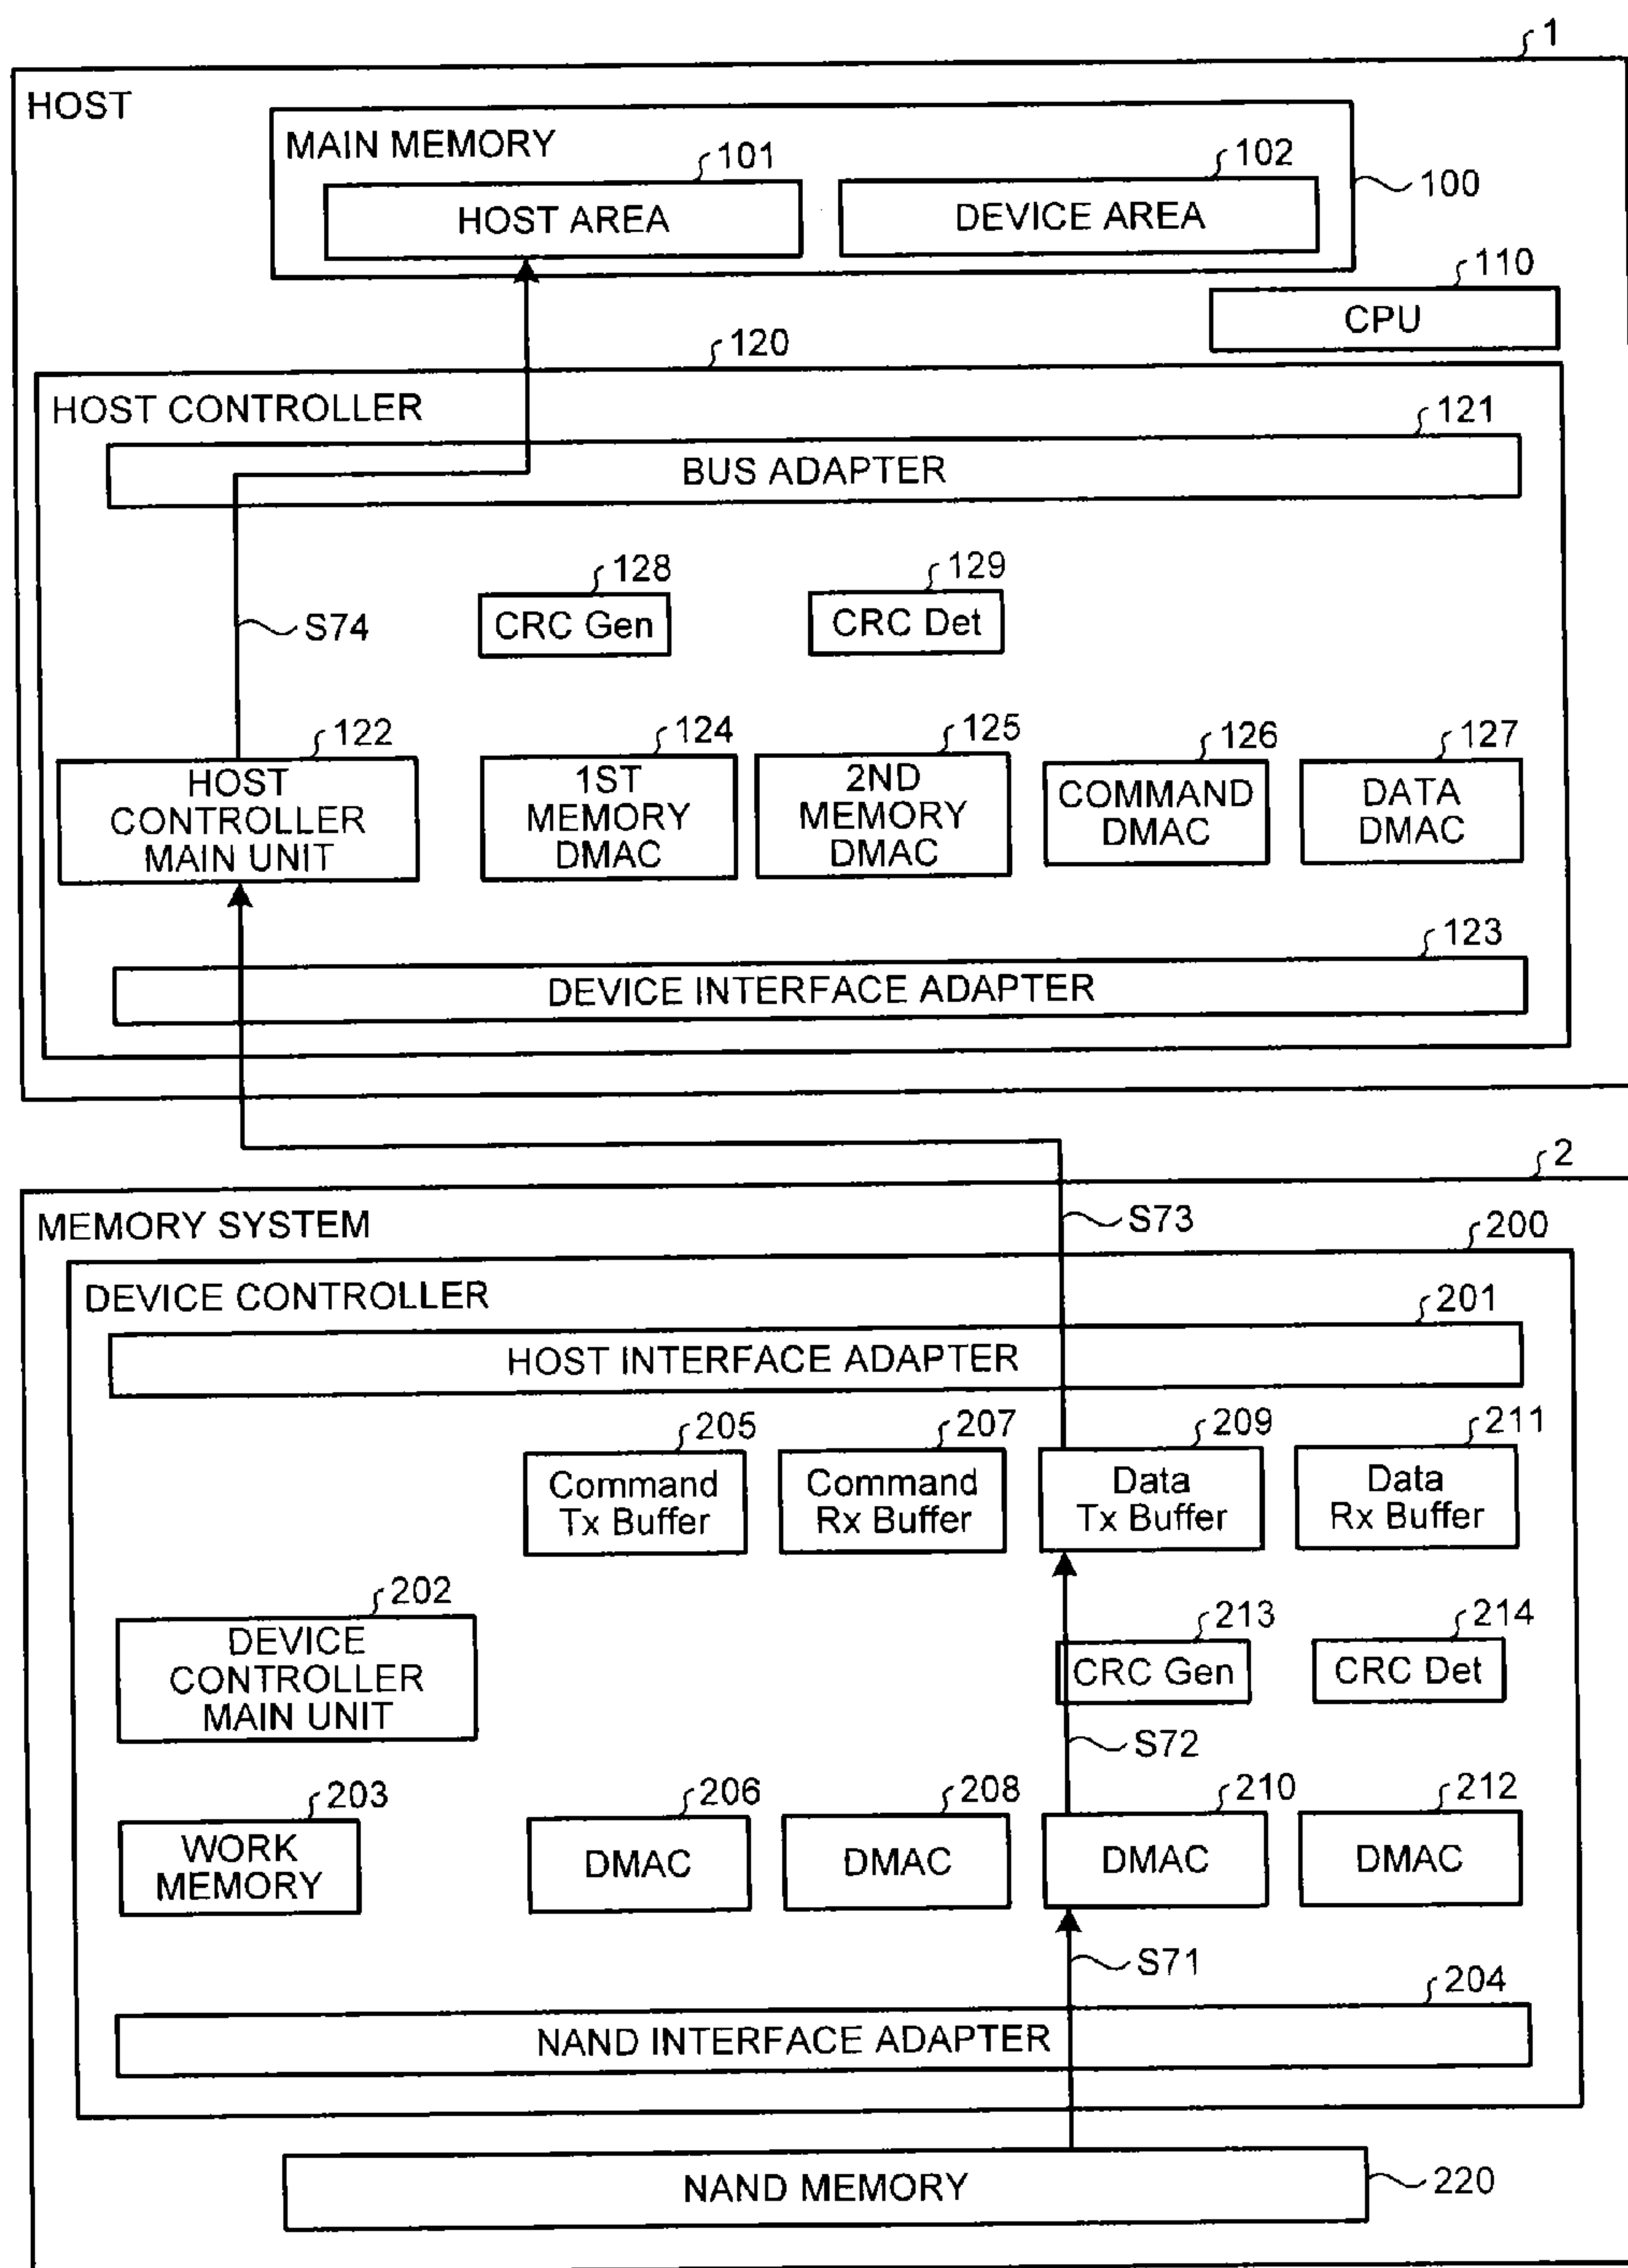 1
HOST
MAIN MEMORY
101
102
HOST AREA
DEVICE AREA
100
110
CPU
120
HOST CONTROLLER
121
BUS ADAPTER
128
129
CRC Gen
CRC Det
S74
122
124
125
126
127
HOST
CONTROLLER
MAIN UNIT
1ST
MEMORY
DMAC
2ND
MEMORY
DMAC
COMMAND
DMAC
DATA
DMAC
123
DEVICE INTERFACE ADAPTER
2
MEMORY SYSTEM
S73
200
DEVICE CONTROLLER
201
HOST INTERFACE ADAPTER
205
207
209
211
Command
Tx Buffer
Command
Rx Buffer
Data
Tx Buffer
Data
Rx Buffer
202
213
214
DEVICE
CONTROLLER
MAIN UNIT
CRC Gen
CRC Det
S72
203
206
208
210
212
WORK
MEMORY
DMAC
DMAC
DMAC
DMAC
S71
204
NAND INTERFACE ADAPTER
NAND MEMORY
220